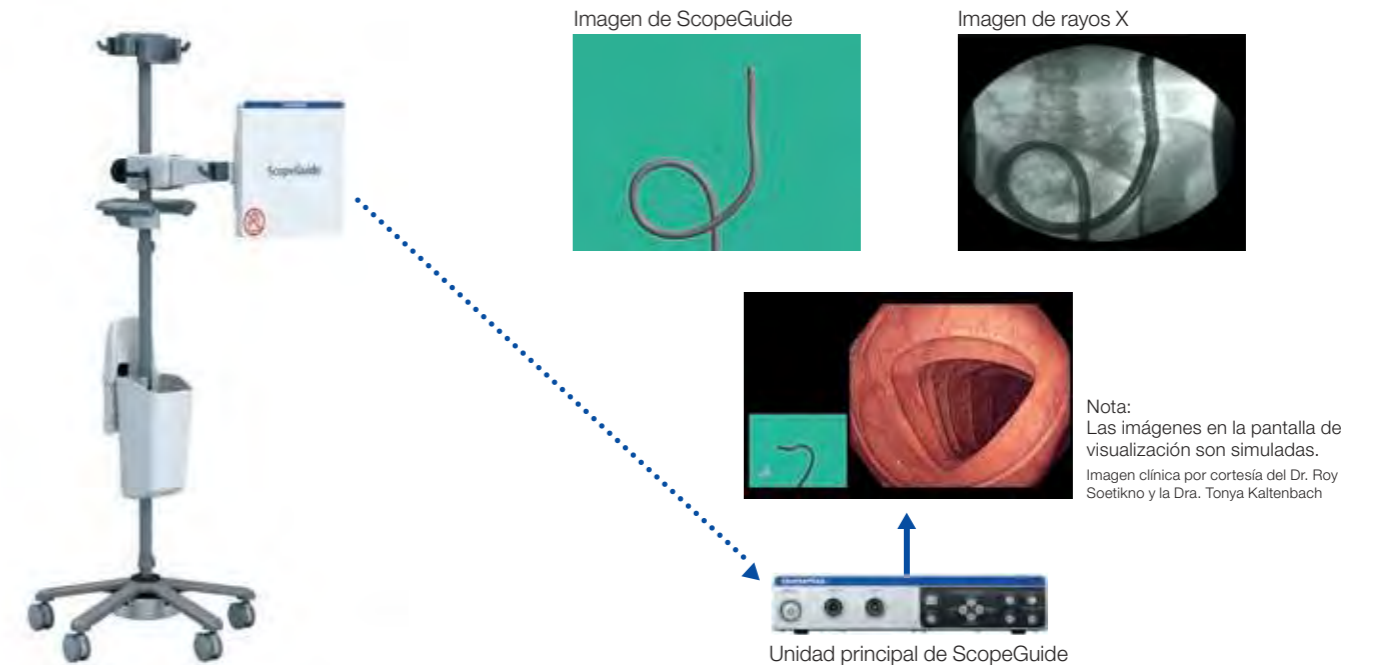 Imagen de ScopeGuide
Imagen de rayos X
ScopeGuide
Nota:
Las imágenes en la pantalla de
visualización son simuladas.
Imagen clínica por cortesía del Dr. Roy
Soetikno y la Dra. Tonya Kaltenbach
Unidad principal de ScopeGuide